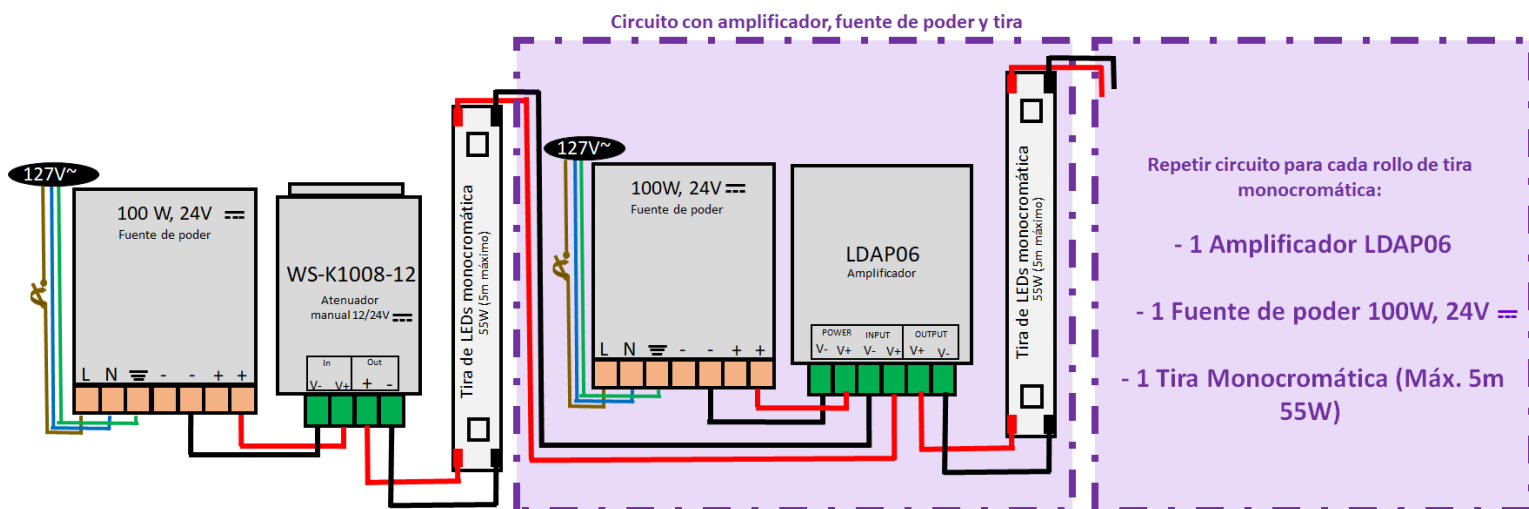 Circuito con amplificador, fuente de poder y tira
127V~
100 W, 24V
Fuente de poder
L N - - + +
WS-K1008-12
Atenuador
manual 12/24V
In Out
V- V+ + -
Tira de LEDs monocromática
55W (5m máximo)
127V~
100W, 24V
Fuente de poder
L N - - + +
LDAP06
Amplificador
POWER INPUT OUTPUT
V- V+ V- V+ V+ V-
Tira de LEDs monocromática
55W (5m máximo)
Repetir circuito para cada rollo de tira
monocromática:
- 1 Amplificador LDAP06
- 1 Fuente de poder 100W, 24V
- 1 Tira Monocromática (Máx. 5m
55W)